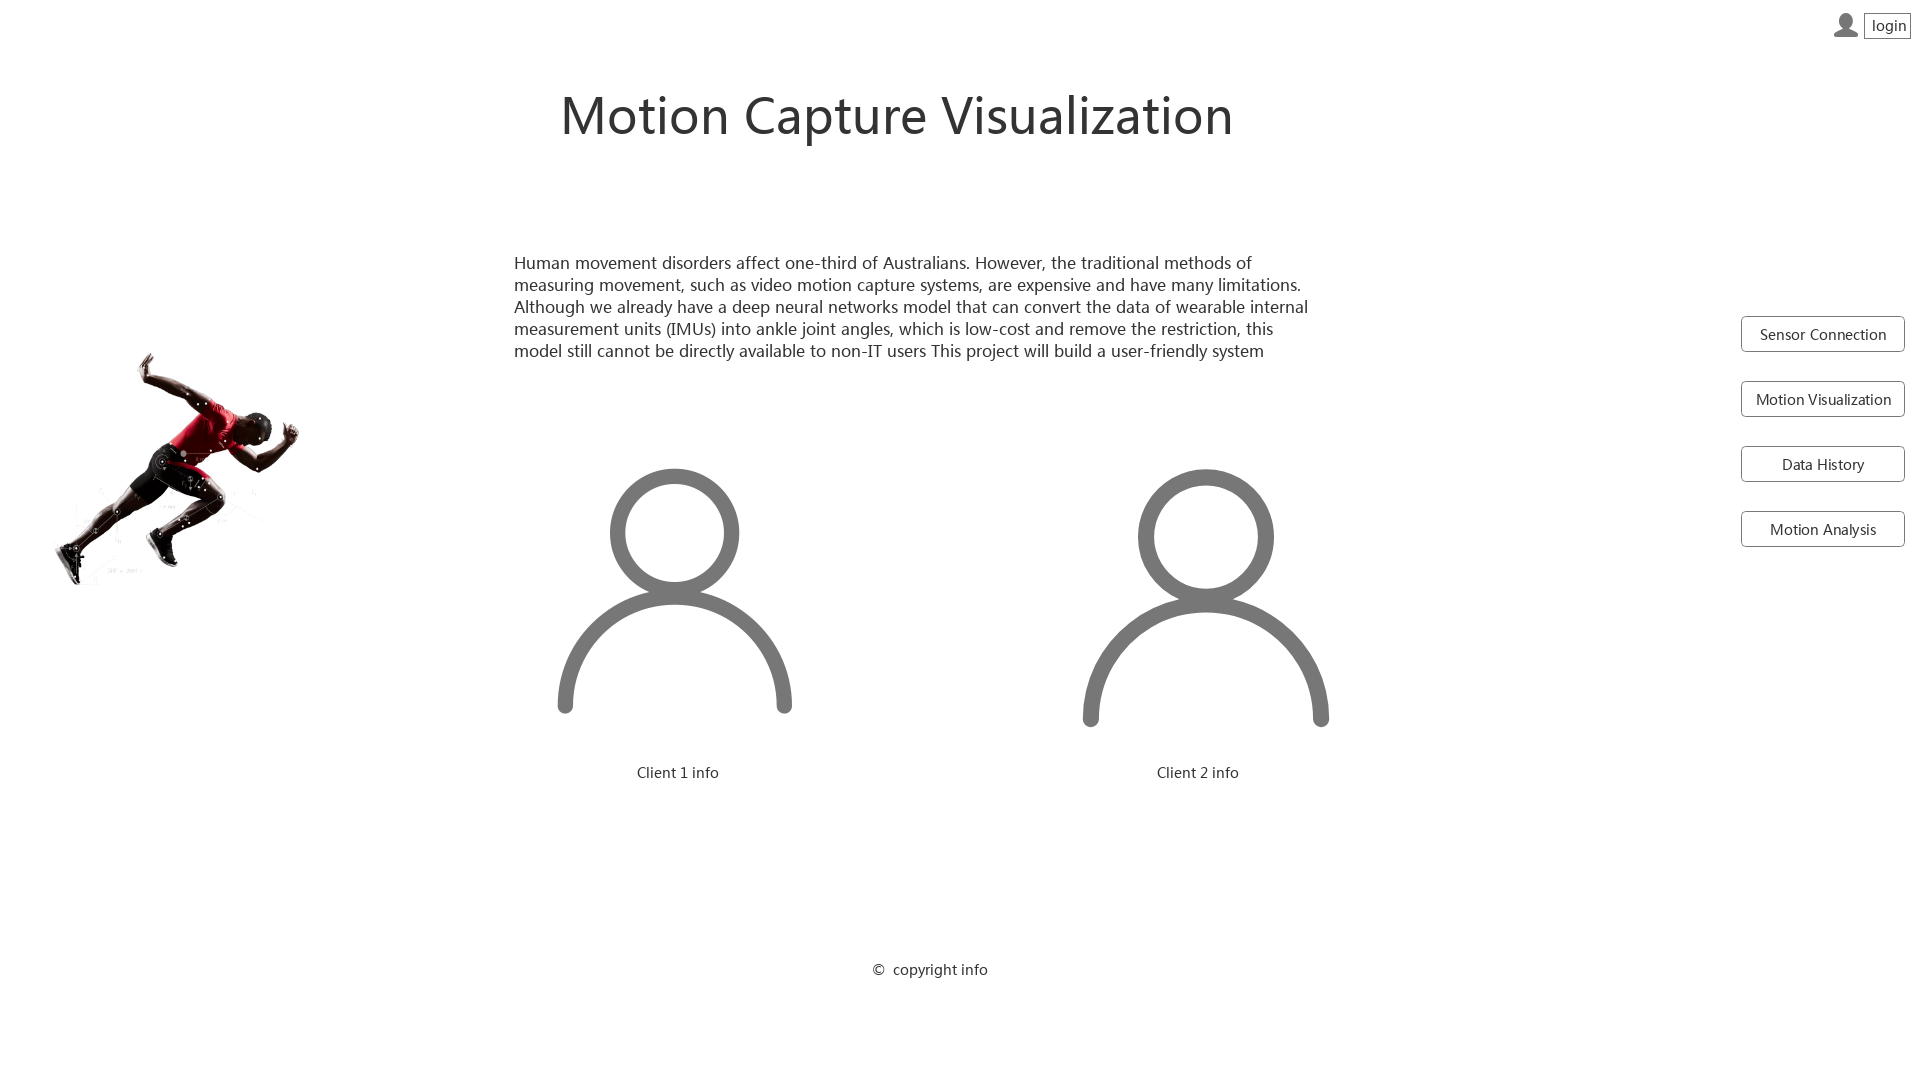 login
Motion Capture Visualization
Human movement disorders affect one-third of Australians. However, the traditional methods of
measuring movement, such as video motion capture systems, are expensive and have many limitations.
Although we already have a deep neural networks model that can convert the data of wearable internal
measurement units (IMUs) into ankle joint angles, which is low-cost and remove the restriction, this
model still cannot be directly available to non-IT users This project will build a user-friendly system
Sensor Connection
Motion Visualization
Data History
Motion Analysis
Client 1 info
Client 2 info
© copyright info